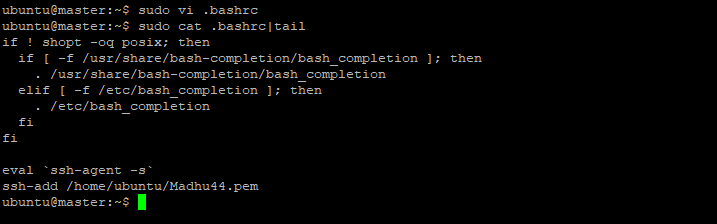 ubuntu@master:~$ sudo vi .bashrc
ubuntu@master:~$ sudo cat .bashrc|tail
if ! shopt -oq posix; then
  if [ -f /usr/share/bash-completion/bash_completion ]; then
    . /usr/share/bash-completion/bash_completion
  elif [ -f /etc/bash_completion ]; then
    . /etc/bash_completion
  fi
fi

eval `ssh-agent -s`
ssh-add /home/ubuntu/Madhu44.pem
ubuntu@master:~$